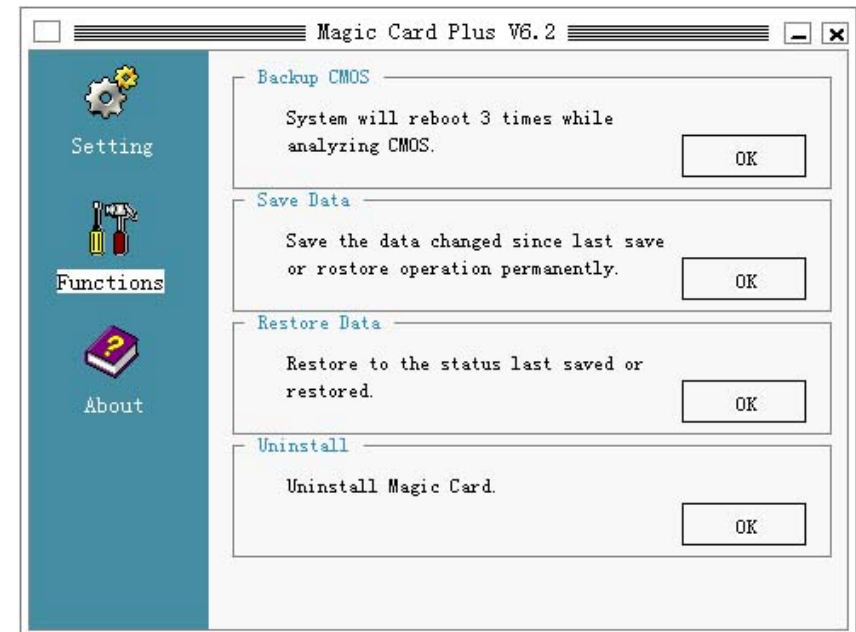 Magic Card Plus V6.2
Setting
Functions
About
Backup CMOS
System will reboot 3 times while
analyzing CMOS.
OK
Save Data
Save the data changed since last save
or rostore operation permanently.
OK
Restore Data
Restore to the status last saved or
restored.
OK
Uninstall
Uninstall Magic Card.
OK